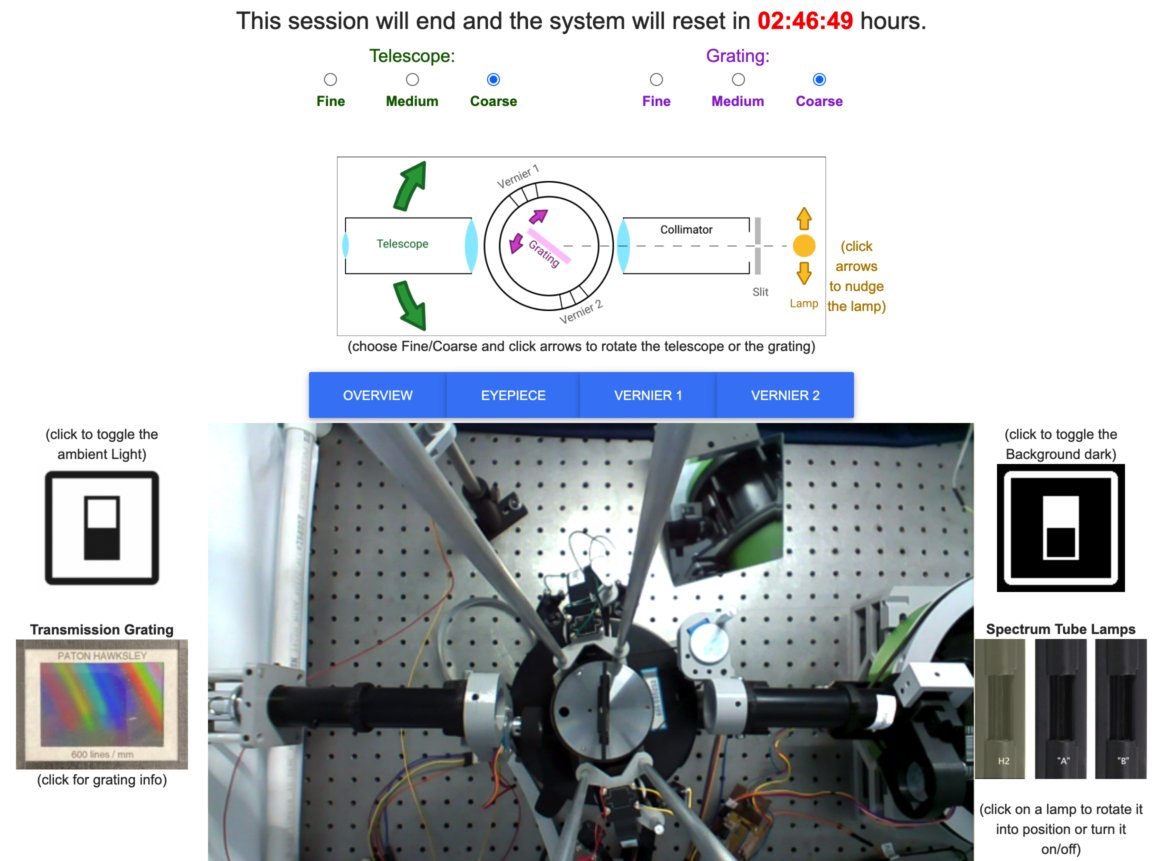 This session will end and the system will reset in 02:46:49 hours.
Telescope: Grating:
Fine Medium Coarse Fine Medium Coarse
Vernier 1
Telescope
Grating
Collimator
Slit
Lamp
Vernier 2
(click
arrows
to nudge
the lamp)
(choose Fine/Coarse and click arrows to rotate the telescope or the grating)
OVERVIEW EYEPIECE VERNIER 1 VERNIER 2
(click to toggle the
ambient Light)
(click to toggle the
Background dark)
Transmission Grating
PATON HAWKSLEY
600 lines / mm
(click for grating info)
Spectrum Tube Lamps
H2 "A" "B"
(click on a lamp to rotate it
into position or turn it
on/off)